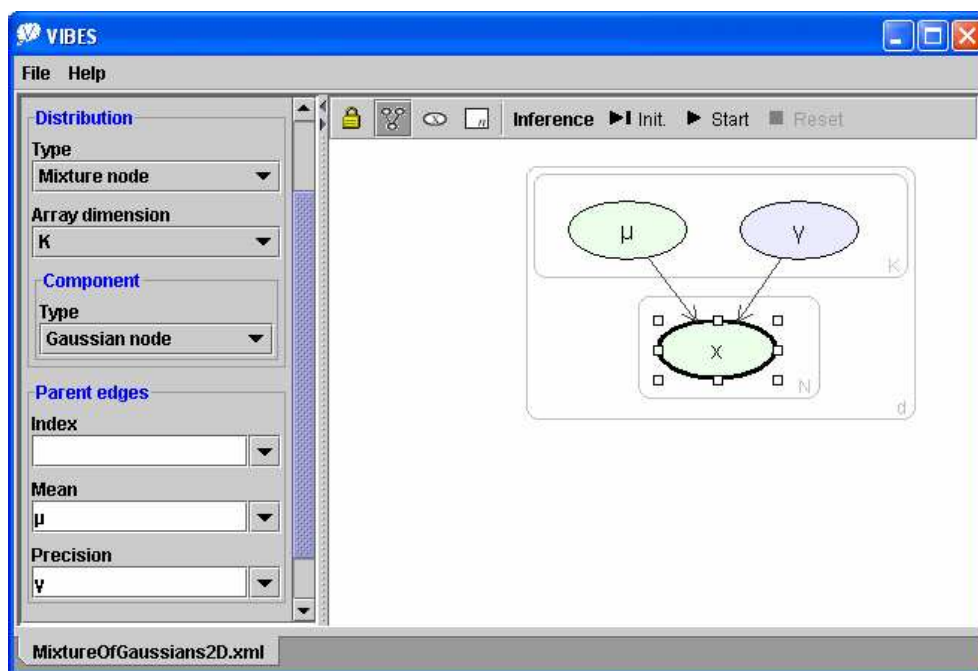 VIBES
File Help
Distribution
Type
Mixture node
Array dimension
K
Component
Type
Gaussian node
Parent edges
Index
Mean
μ
Precision
γ
x
n
Inference Init. Start Reset
μ
γ
K
x
N
d
MixtureOfGaussians2D.xml